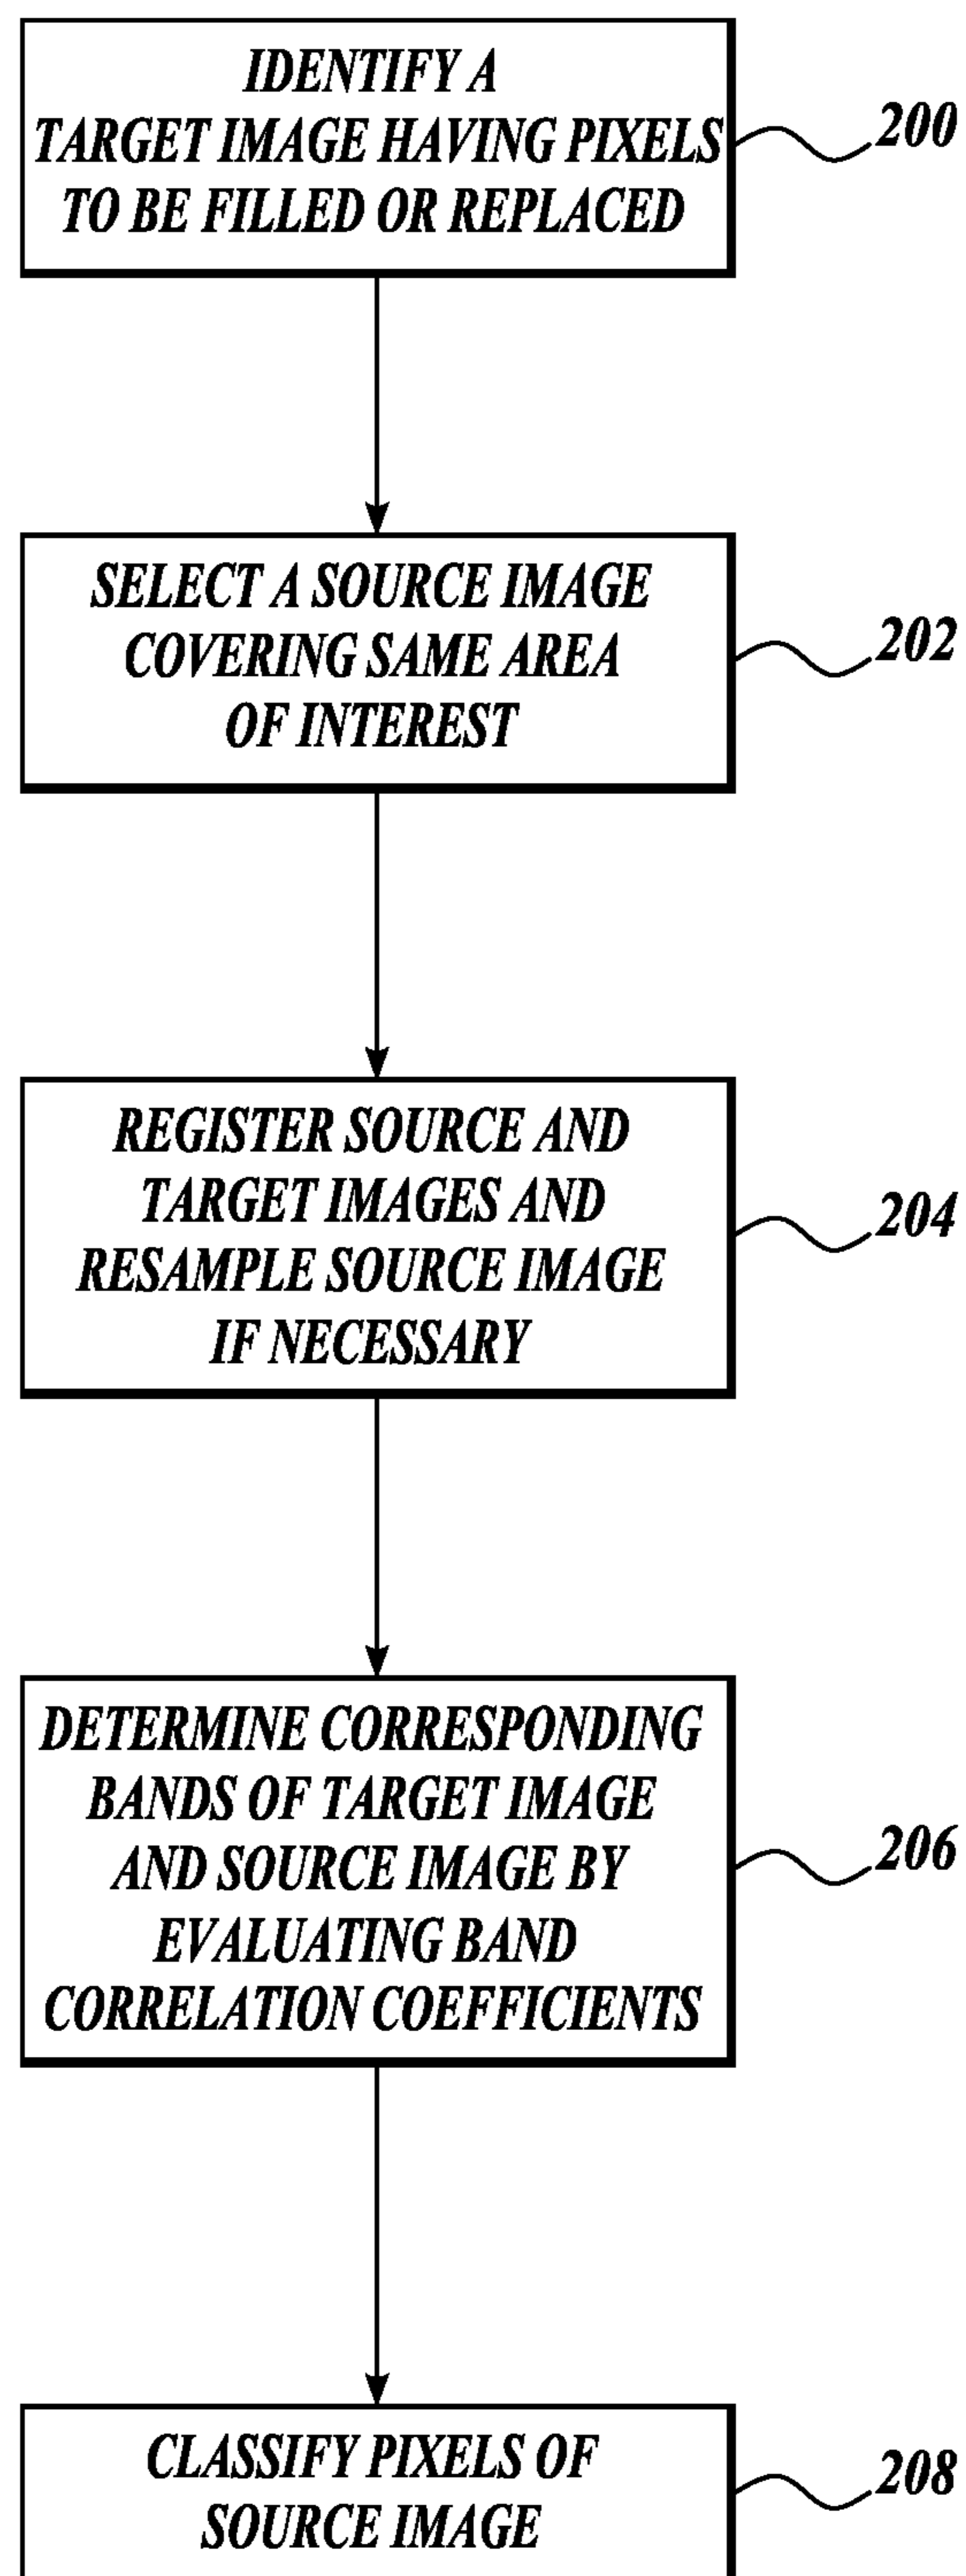 IDENTIFY A
TARGET IMAGE HAVING PIXELS
TO BE FILLED OR REPLACED
200
SELECT A SOURCE IMAGE
COVERING SAME AREA
OF INTEREST
202
REGISTER SOURCE AND
TARGET IMAGES AND
RESAMPLE SOURCE IMAGE
IF NECESSARY
204
DETERMINE CORRESPONDING
BANDS OF TARGET IMAGE
AND SOURCE IMAGE BY
EVALUATING BAND
CORRELATION COEFFICIENTS
206
CLASSIFY PIXELS OF
SOURCE IMAGE
208